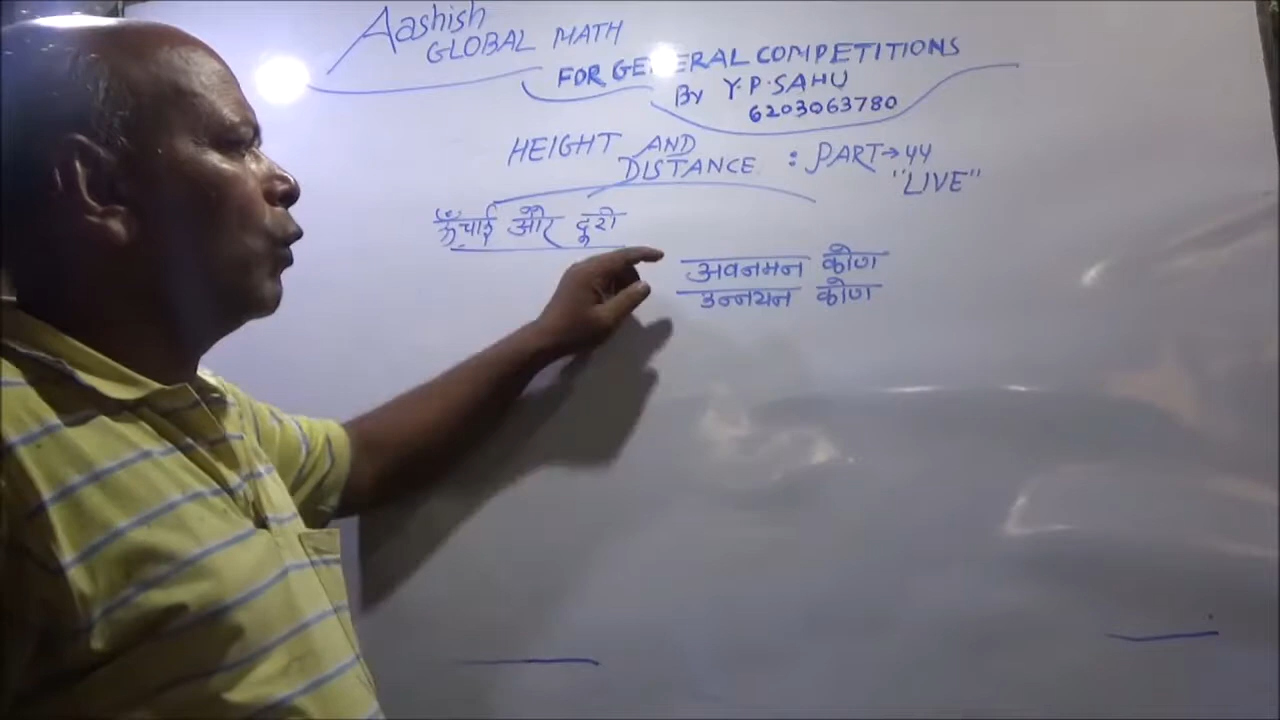 Aashish
GLOBAL MATH
FOR GENERAL COMPETITIONS
By Y.P.SAHU
6203063780
HEIGHT AND
DISTANCE : PART→44
"LIVE"
ऊँचाई और दूरी
अवनमन कोण
उन्नयन कोण